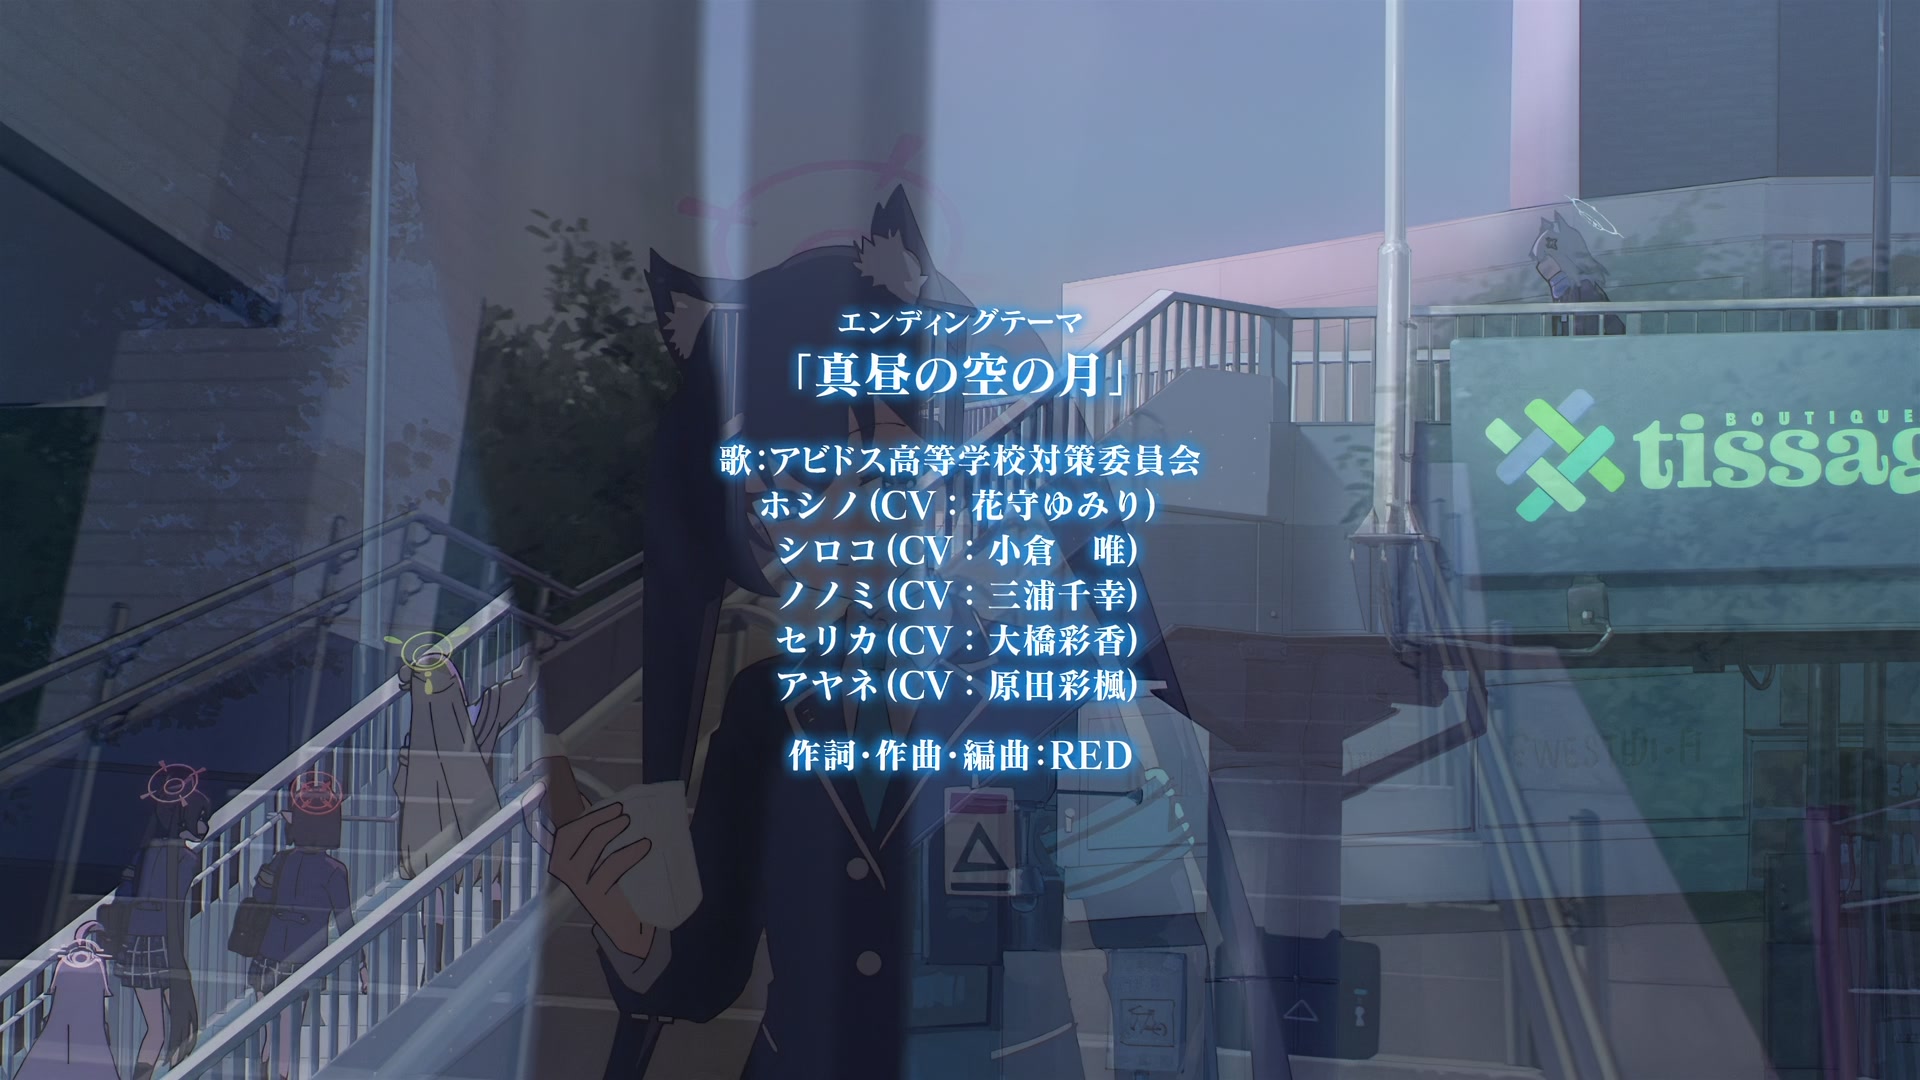 エンディングテーマ
「真昼の空の月」
歌：アビドス高等学校対策委員会
ホシノ（CV：花守ゆみり）
シロコ（CV：小倉　唯）
ノノミ（CV：三浦千幸）
セリカ（CV：大橋彩香）
アヤネ（CV：原田彩楓）
作詞・作曲・編曲：RED
BOUTIQUE
tissag